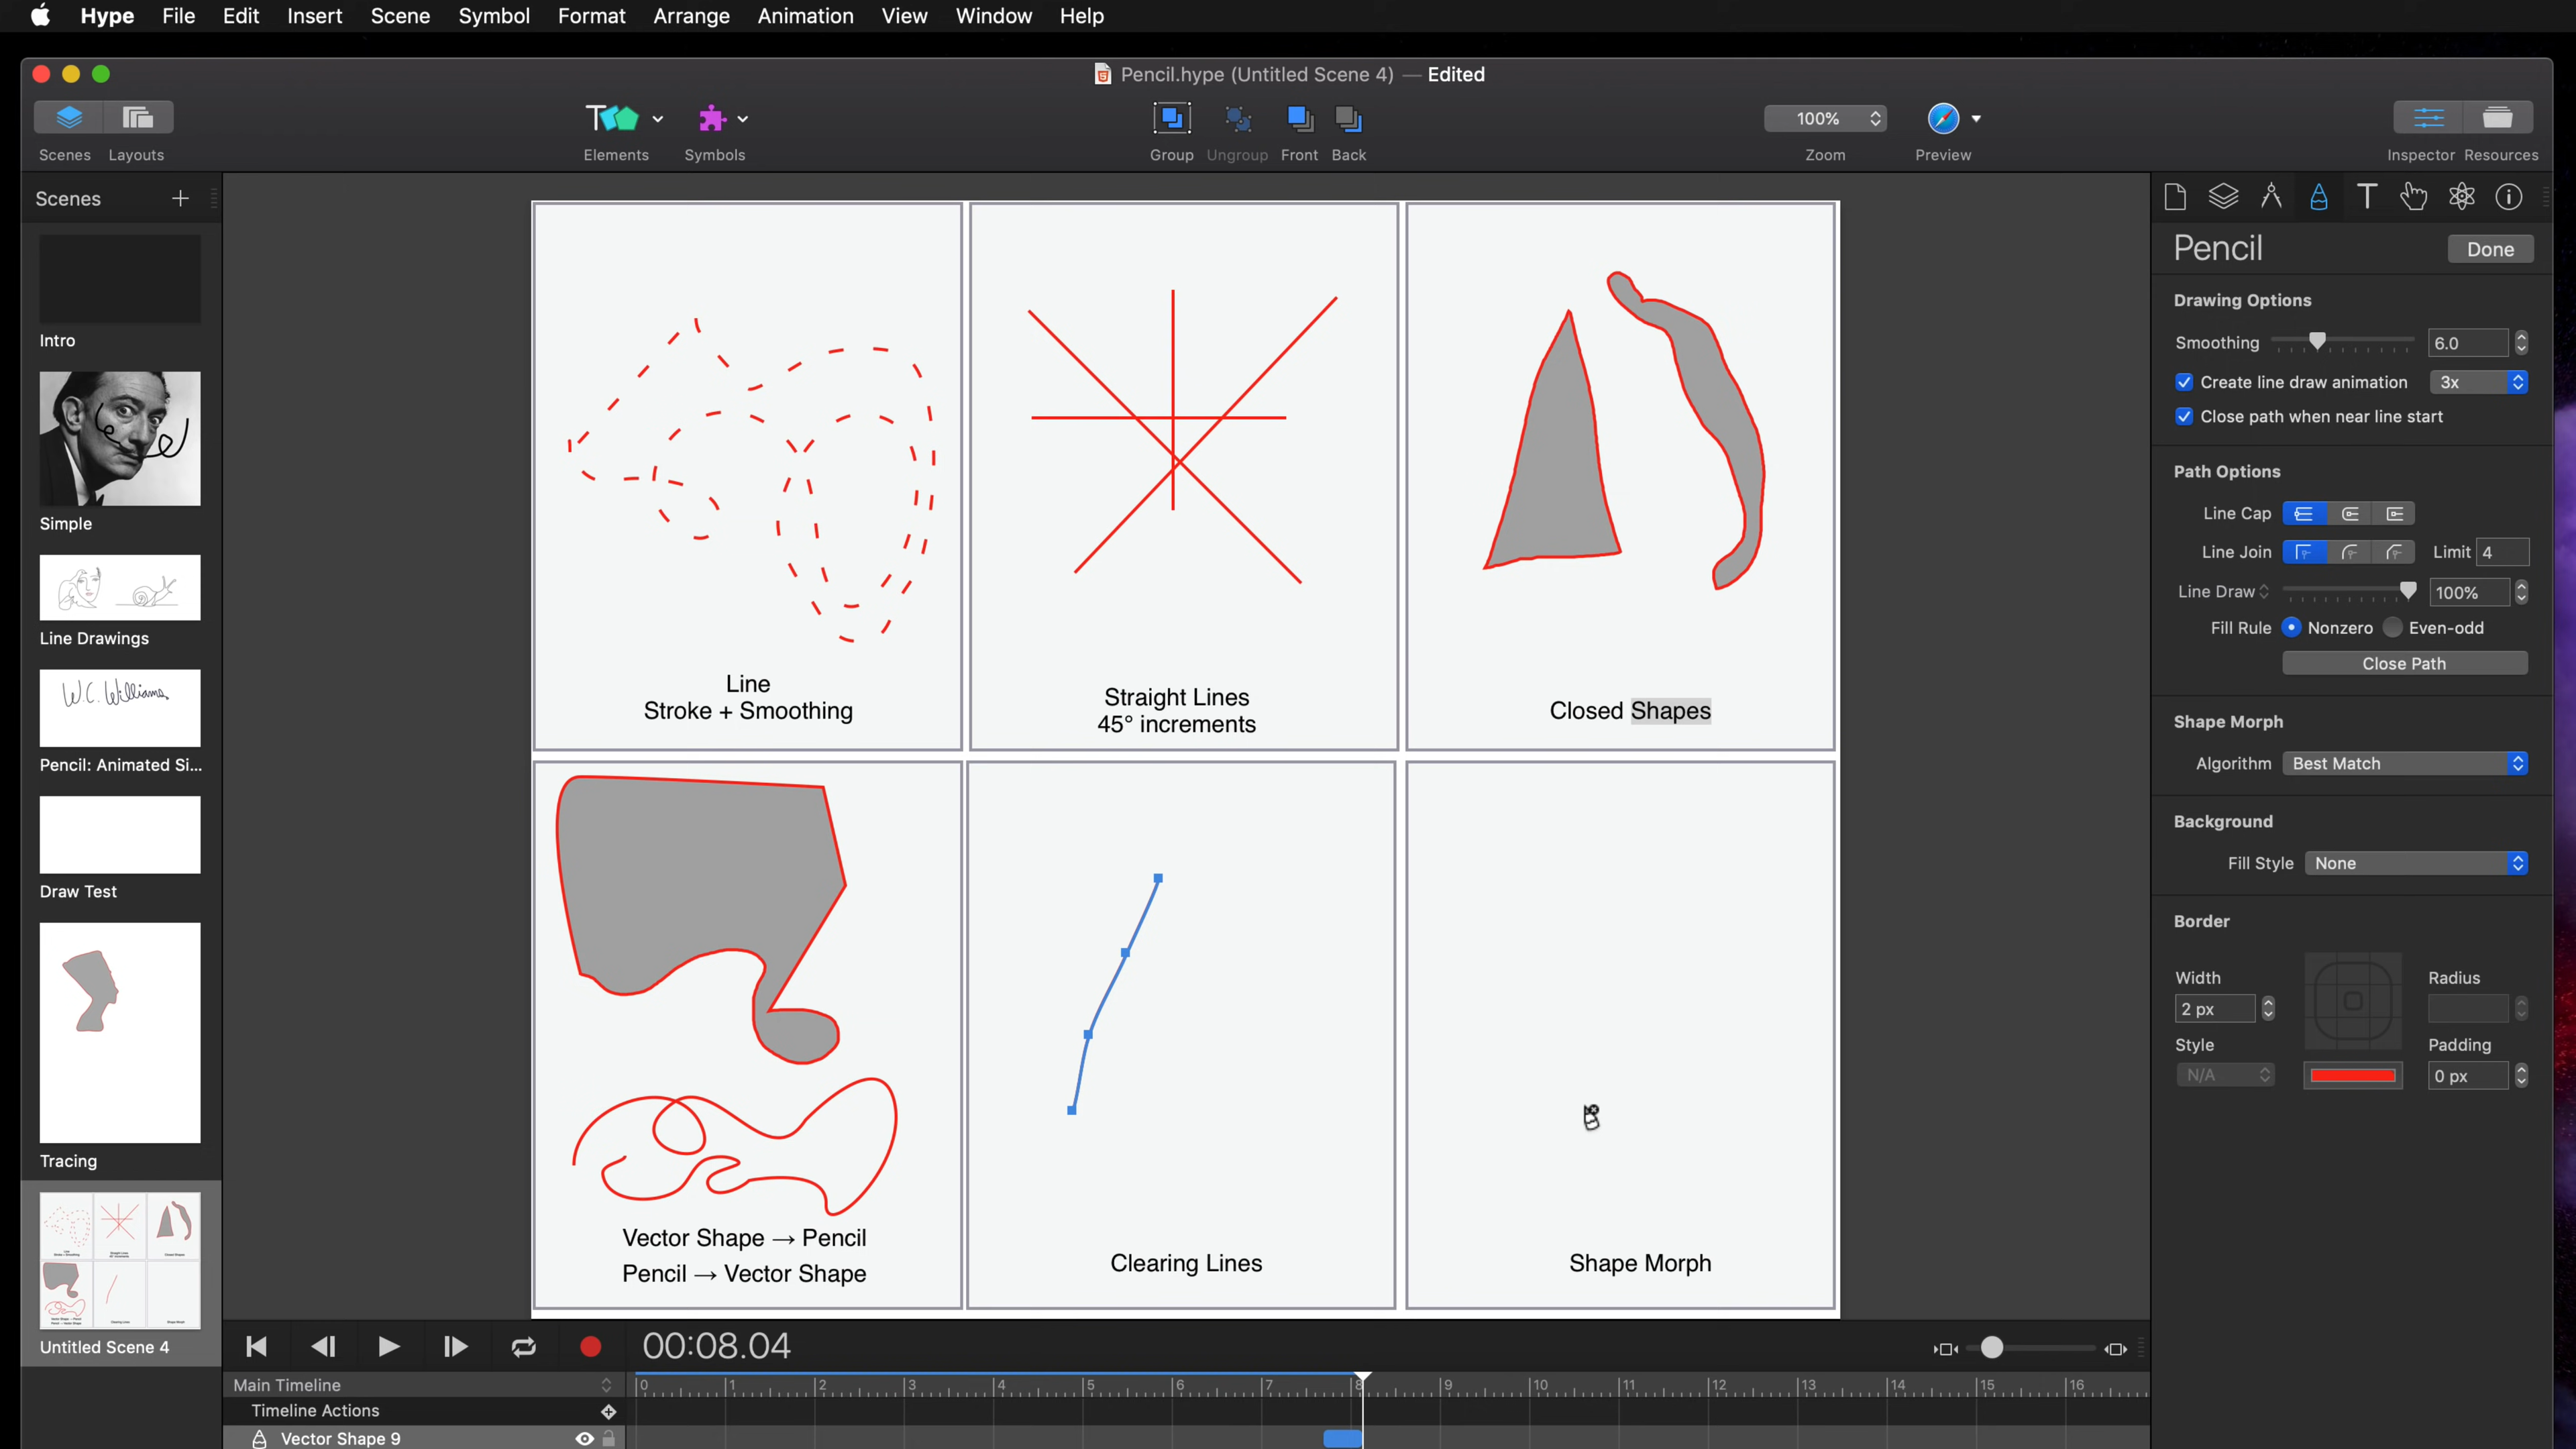 Hype File Edit Insert Scene Symbol Format Arrange Animation View Window Help
Pencil.hype (Untitled Scene 4) — Edited
100%
Scenes Layouts Elements Symbols Group Ungroup Front Back Zoom Preview Inspector Resources
Scenes
Intro
Simple
Line Drawings
W.C. Williams
Pencil: Animated Si...
Draw Test
Tracing
Untitled Scene 4
Line
Stroke + Smoothing
Straight Lines
45° increments
Closed Shapes
Vector Shape → Pencil
Pencil → Vector Shape
Clearing Lines
Shape Morph
Pencil Done
Drawing Options
Smoothing 6.0
Create line draw animation 3x
Close path when near line start
Path Options
Line Cap
Line Join Limit 4
Line Draw 100%
Fill Rule Nonzero Even-odd
Close Path
Shape Morph
Algorithm Best Match
Background
Fill Style None
Border
Width Radius
2 px
Style Padding
N/A 0 px
00:08.04
Main Timeline 0 1 2 3 4 5 6 7 8 9 10 11 12 13 14 15 16
Timeline Actions
Vector Shape 9